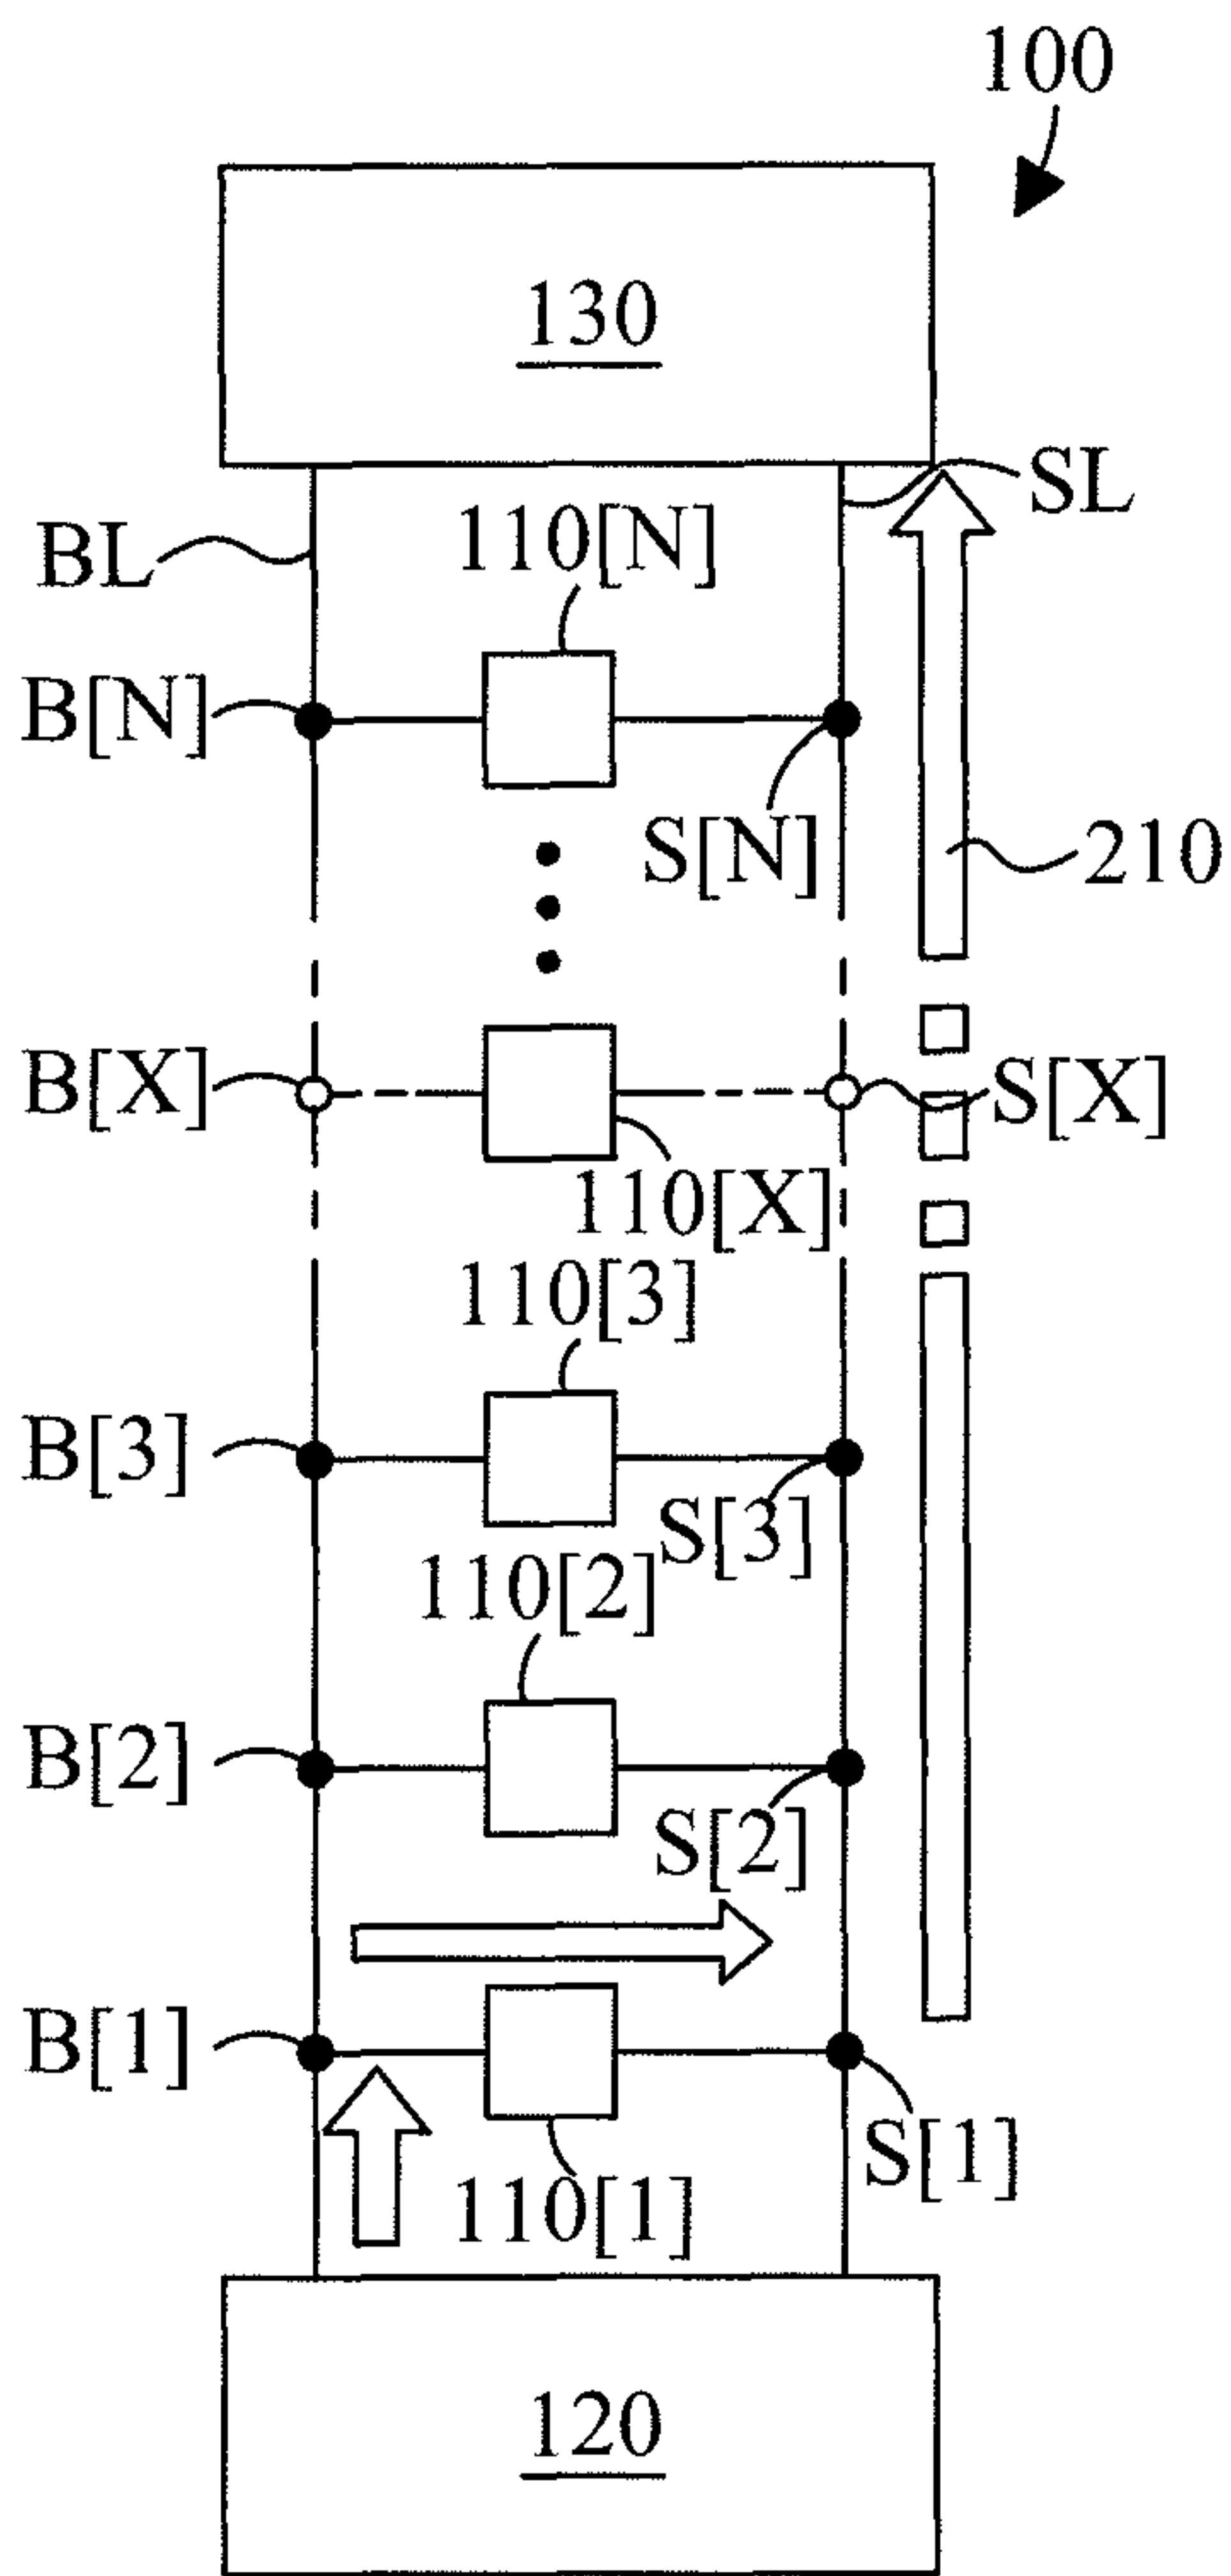 100
130
SL
BL
110[N]
B[N]
S[N]
210
B[X]
S[X]
110[X]
110[3]
B[3]
S[3]
110[2]
B[2]
S[2]
B[1]
S[1]
110[1]
120